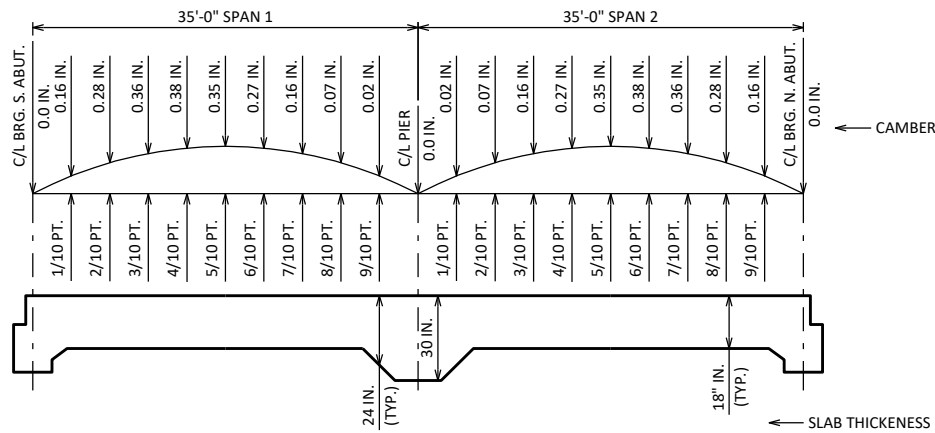 35'-0" SPAN 1
35'-0" SPAN 2
C/L BRG. S. ABUT.
0.0 IN.
0.16 IN.
0.28 IN.
0.36 IN.
0.38 IN.
0.35 IN.
0.27 IN.
0.16 IN.
0.07 IN.
0.02 IN.
C/L PIER
0.0 IN.
0.02 IN.
0.07 IN.
0.16 IN.
0.27 IN.
0.35 IN.
0.38 IN.
0.36 IN.
0.28 IN.
0.16 IN.
C/L BRG. N. ABUT.
0.0 IN.
CAMBER
1/10 PT.
2/10 PT.
3/10 PT.
4/10 PT.
5/10 PT.
6/10 PT.
7/10 PT.
8/10 PT.
9/10 PT.
1/10 PT.
2/10 PT.
3/10 PT.
4/10 PT.
5/10 PT.
6/10 PT.
7/10 PT.
8/10 PT.
9/10 PT.
24 IN.
(TYP.)
30 IN.
18" IN.
(TYP.)
SLAB THICKENESS